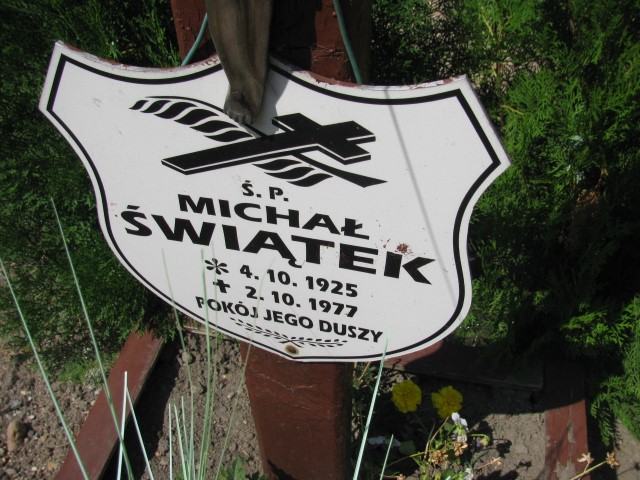 Ś. P.
MICHAŁ
ŚWIĄTEK
* 4. 10. 1925
✝ 2. 10. 1977
POKÓJ JEGO DUSZY